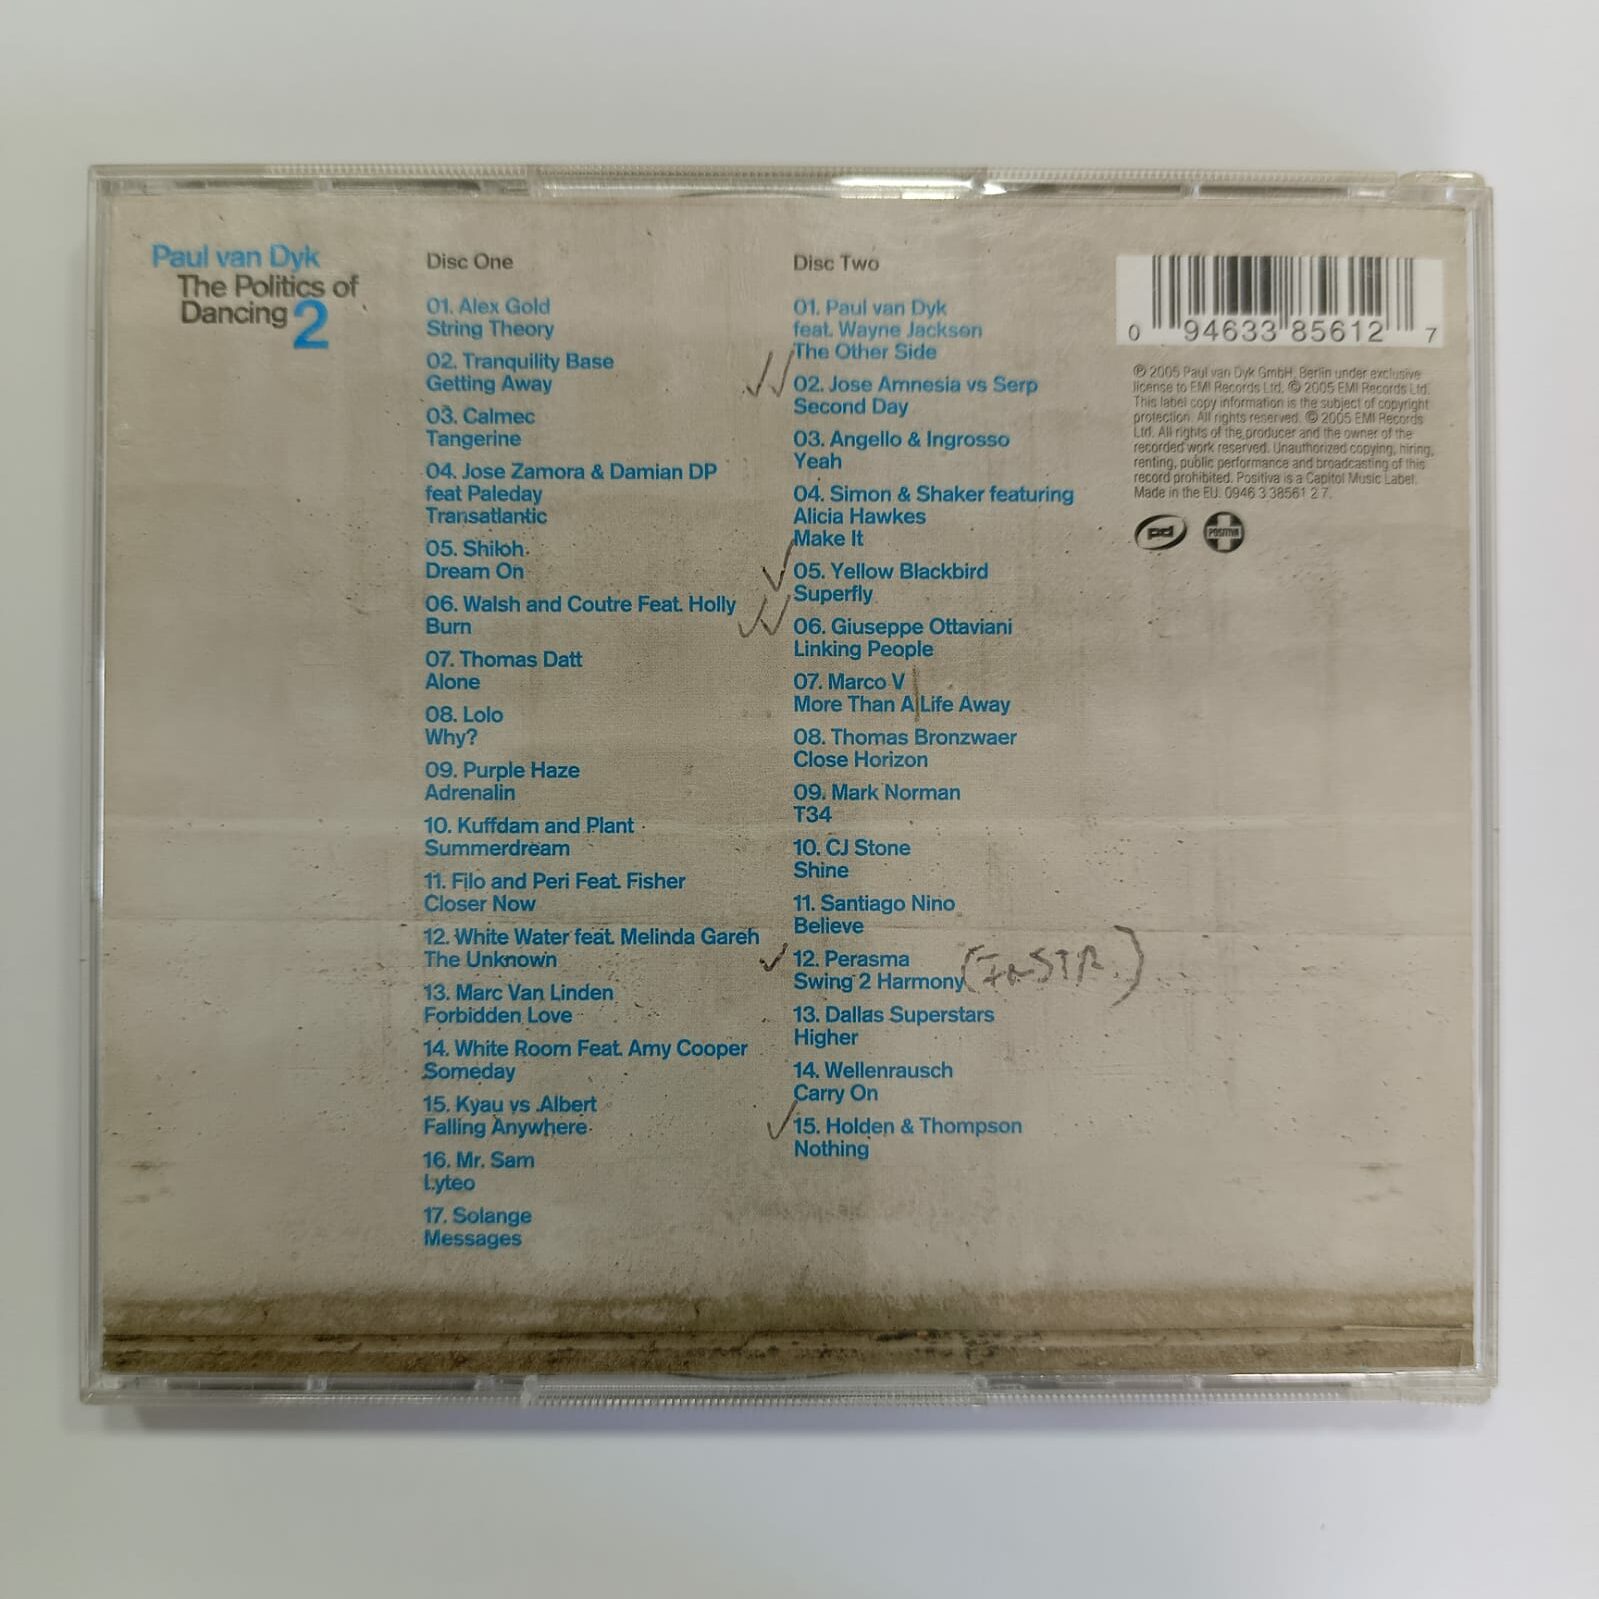 Paul van Dyk
The Politics of
Dancing 2
Disc One
01. Alex Gold
String Theory
02. Tranquility Base
Getting Away
03. Calmec
Tangerine
04. Jose Zamora & Damian DP
feat Paleday
Transatlantic
05. Shiloh
Dream On
06. Walsh and Coutre Feat. Holly
Burn
07. Thomas Datt
Alone
08. Lolo
Why?
09. Purple Haze
Adrenalin
10. Kuffdam and Plant
Summerdream
11. Filo and Peri Feat. Fisher
Closer Now
12. White Water feat. Melinda Gareh
The Unknown
13. Marc Van Linden
Forbidden Love
14. White Room Feat. Amy Cooper
Someday
15. Kyau vs .Albert
Falling Anywhere
16. Mr. Sam
Lyteo
17. Solange
Messages
Disc Two
01. Paul van Dyk
feat. Wayne Jackson
The Other Side
02. Jose Amnesia vs Serp
Second Day
03. Angello & Ingrosso
Yeah
04. Simon & Shaker featuring
Alicia Hawkes
Make It
05. Yellow Blackbird
Superfly
06. Giuseppe Ottaviani
Linking People
07. Marco V
More Than A Life Away
08. Thomas Bronzwaer
Close Horizon
09. Mark Norman
T34
10. CJ Stone
Shine
11. Santiago Nino
Believe
12. Perasma
Swing 2 Harmony
13. Dallas Superstars
Higher
14. Wellenrausch
Carry On
15. Holden & Thompson
Nothing
0 94633 85612 7
℗ 2005 Paul van Dyk GmbH, Berlin under exclusive
license to EMI Records Ltd. © 2005 EMI Records Ltd.
This label copy information is the subject of copyright
protection. All rights reserved. © 2005 EMI Records
Ltd. All rights of the producer and the owner of the
recorded work reserved. Unauthorized copying, hiring,
renting, public performance and broadcasting of this
record prohibited. Positiva is a Capitol Music Label.
Made in the EU. 0946 3 38561 2 7.
pd
POSITIVA